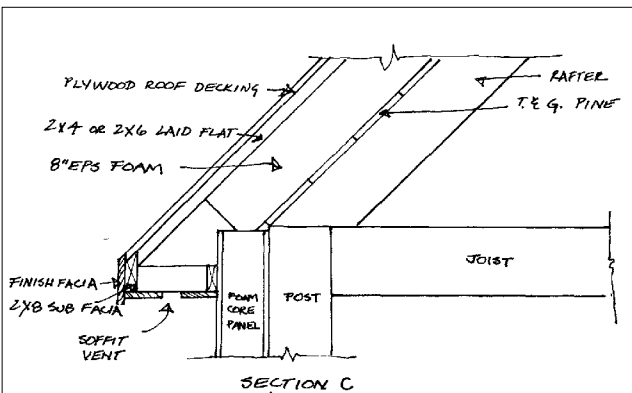 PLYWOOD ROOF DECKING
RAFTER
T. & G. PINE
2X4 OR 2X6 LAID FLAT
8" EPS FOAM
JOIST
FINISH FACIA
2X8 SUB FACIA
FOAM
CORE
PANEL
POST
SOFFIT
VENT
SECTION C